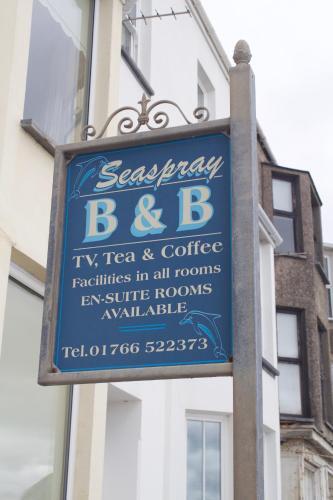 Seaspray
B & B
TV, Tea & Coffee
Facilities in all rooms
EN-SUITE ROOMS
AVAILABLE
Tel.01766 522373